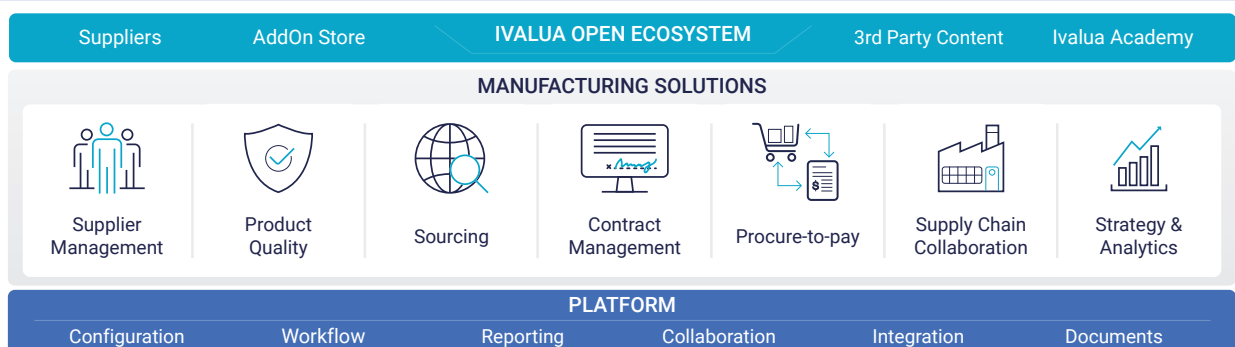 Suppliers AddOn Store IVALUA OPEN ECOSYSTEM 3rd Party Content Ivalua Academy
MANUFACTURING SOLUTIONS
Supplier
Management
Product
Quality
Sourcing
Contract
Management
Procure-to-pay
Supply Chain
Collaboration
Strategy &
Analytics
PLATFORM
Configuration Workflow Reporting Collaboration Integration Documents